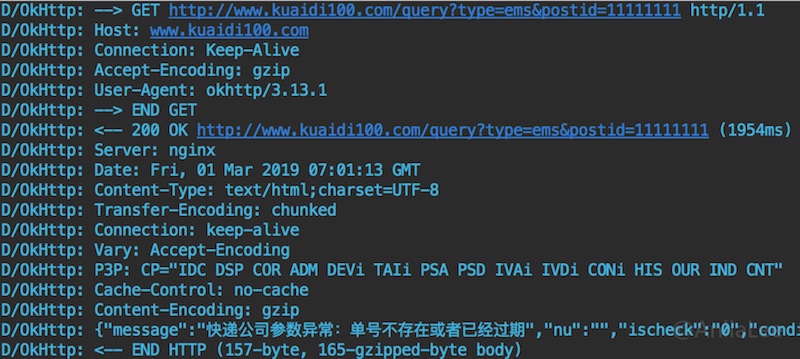 D/OkHttp: --> GET http://www.kuaidi100.com/query?type=ems&postid=11111111 http/1.1
D/OkHttp: Host: www.kuaidi100.com
D/OkHttp: Connection: Keep-Alive
D/OkHttp: Accept-Encoding: gzip
D/OkHttp: User-Agent: okhttp/3.13.1
D/OkHttp: --> END GET
D/OkHttp: <-- 200 OK http://www.kuaidi100.com/query?type=ems&postid=11111111 (1954ms)
D/OkHttp: Server: nginx
D/OkHttp: Date: Fri, 01 Mar 2019 07:01:13 GMT
D/OkHttp: Content-Type: text/html;charset=UTF-8
D/OkHttp: Transfer-Encoding: chunked
D/OkHttp: Connection: keep-alive
D/OkHttp: Vary: Accept-Encoding
D/OkHttp: P3P: CP="IDC DSP COR ADM DEVi TAIi PSA PSD IVAi IVDi CONi HIS OUR IND CNT"
D/OkHttp: Cache-Control: no-cache
D/OkHttp: Content-Encoding: gzip
D/OkHttp: {"message":"快递公司参数异常：单号不存在或者已经过期","nu":"","ischeck":"0","condi
D/OkHttp: <-- END HTTP (157-byte, 165-gzipped-byte body)